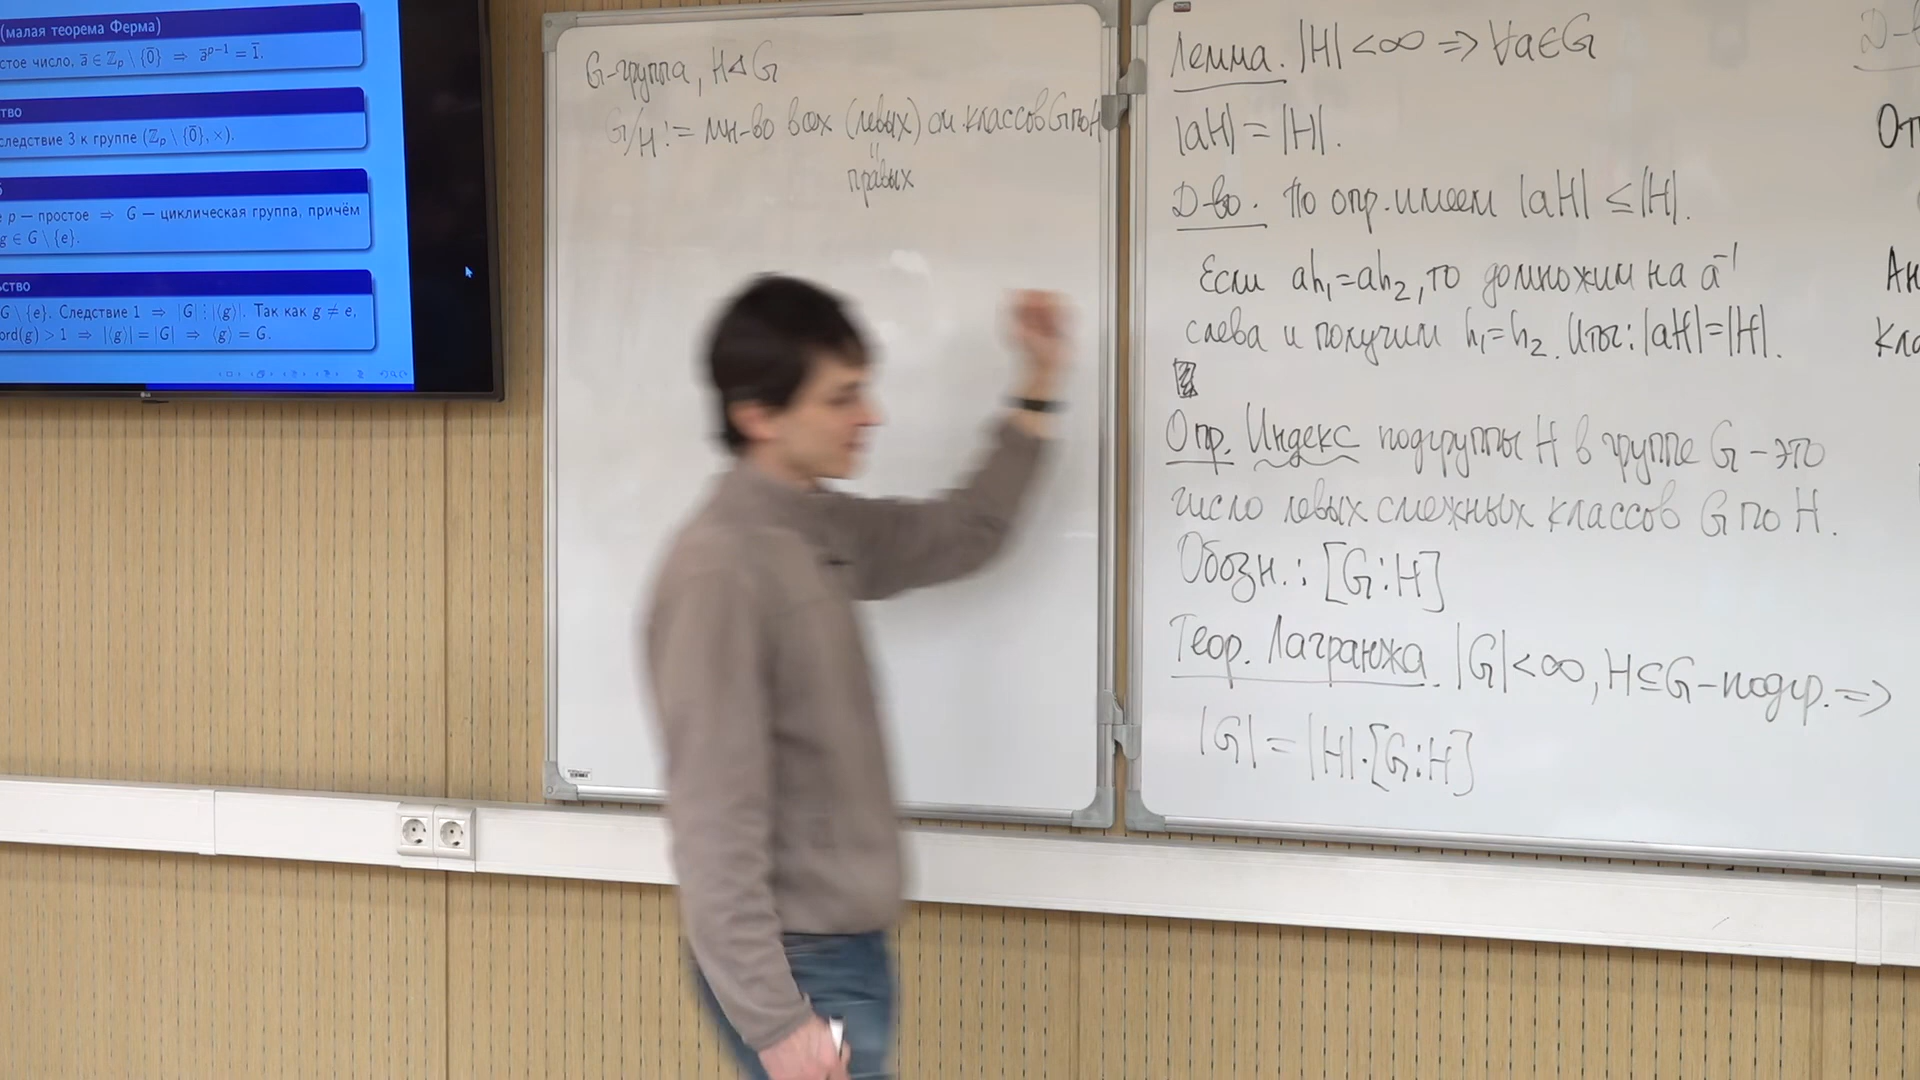 (малая теорема Ферма)
стое число, a̅ ∈ ℤₚ \ {0̅} ⇒ a̅ᵖ⁻¹ = 1̅.
тво
следствие 3 к группе (ℤₚ \ {0̅}, ×).
е p — простое ⇒ G — циклическая группа, причём
g ∈ G \ {e}.
ство
G \ {e}. Следствие 1 ⇒ |G| ⋮ |⟨g⟩|. Так как g ≠ e,
ord(g) > 1 ⇒ |⟨g⟩| = |G| ⇒ ⟨g⟩ = G.
G-группа, H⊲G
G/H := мн-во всех (левых) см. классов G по H
"
правых
Лемма. |H| < ∞ ⇒ ∀a∈G
|aH| = |H|.
Д-во. По опр. имеем |aH| ≤ |H|.
Если ah₁=ah₂, то домножим на a⁻¹
слева и получим h₁=h₂. Итог: |aH|=|H|.
Опр. Индекс подгруппы H в группе G – это
число левых смежных классов G по H.
Обозн.: [G:H]
Теор. Лагранжа. |G|<∞, H⊆G – подгр. ⇒
|G| = |H|·[G:H]
Д-в
От
Ан
кла